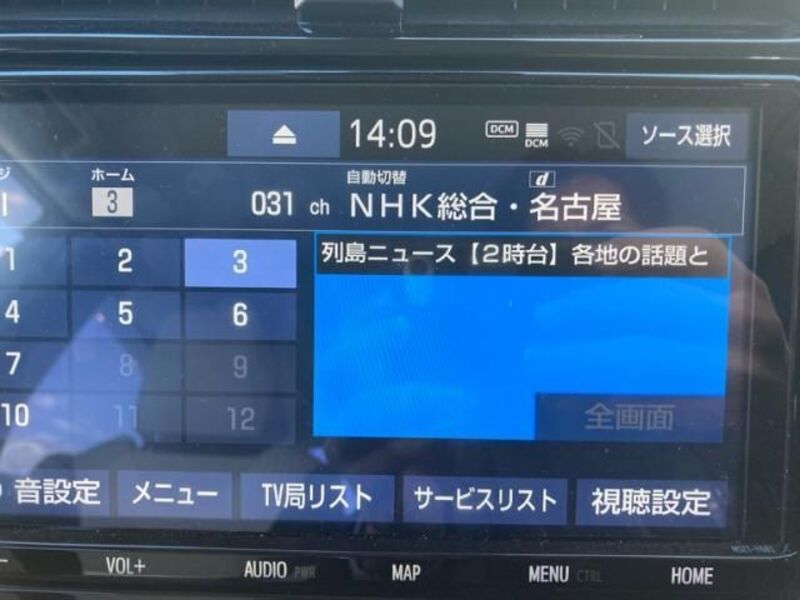 14:09 DCM DCM ソース選択
ジ ホーム 自動切替 d
3 031 ch NHK総合・名古屋
1 2 3 列島ニュース【2時台】各地の話題と
4 5 6
7 8 9
10 11 12 全画面
音設定 メニュー TV局リスト サービスリスト 視聴設定
VOL+ AUDIO PWR MAP MENU CTRL HOME